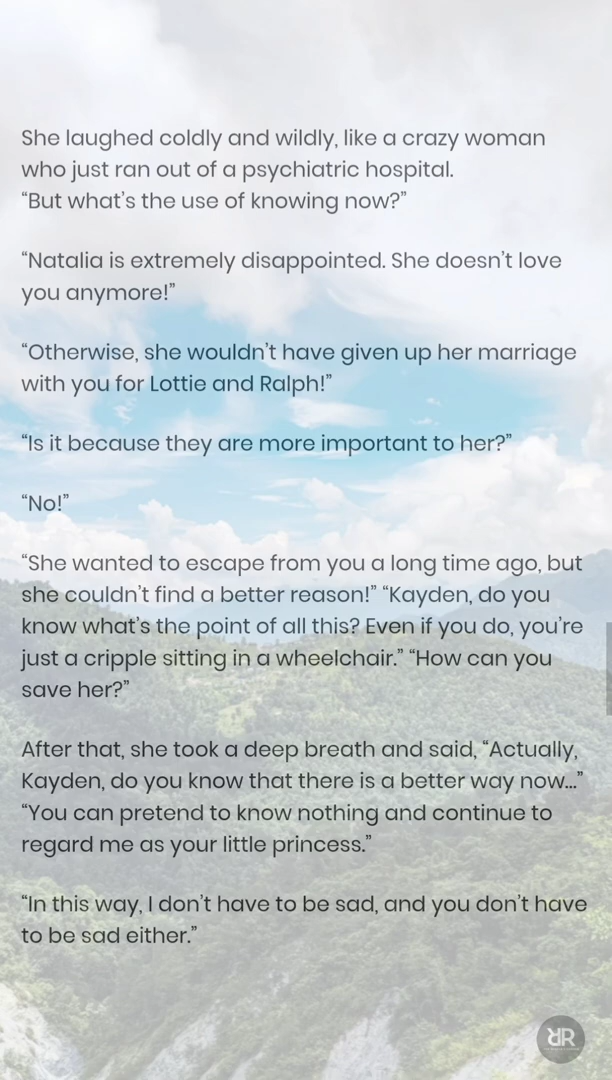 She laughed coldly and wildly, like a crazy woman
who just ran out of a psychiatric hospital.
“But what’s the use of knowing now?”
“Natalia is extremely disappointed. She doesn’t love
you anymore!”
“Otherwise, she wouldn’t have given up her marriage
with you for Lottie and Ralph!”
“Is it because they are more important to her?”
“No!”
“She wanted to escape from you a long time ago, but
she couldn’t find a better reason!” “Kayden, do you
know what’s the point of all this? Even if you do, you’re
just a cripple sitting in a wheelchair.” “How can you
save her?”
After that, she took a deep breath and said, “Actually,
Kayden, do you know that there is a better way now...”
“You can pretend to know nothing and continue to
regard me as your little princess.”
“In this way, I don’t have to be sad, and you don’t have
to be sad either.”